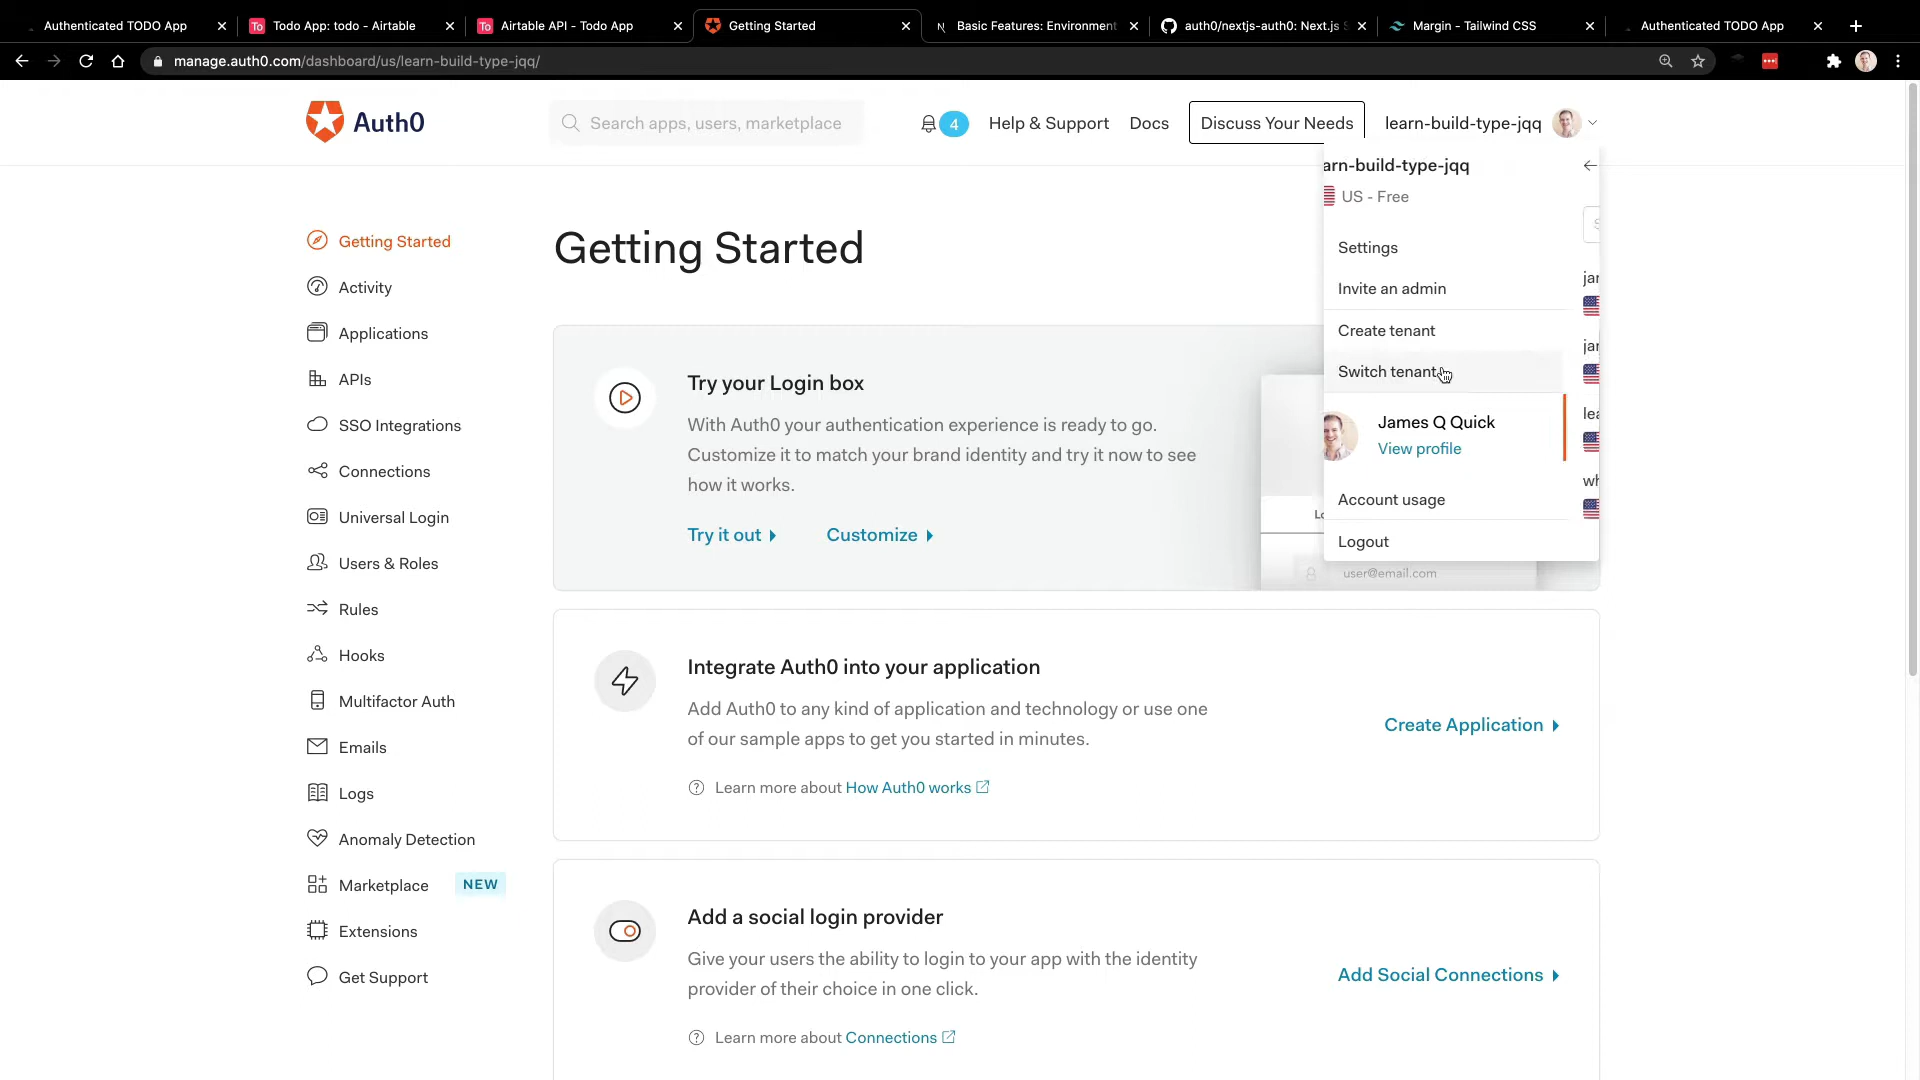 Authenticated TODO App
Todo App: todo - Airtable
Airtable API - Todo App
Getting Started
Basic Features: Environment
auth0/nextjs-auth0: Next.js S
Margin - Tailwind CSS
Authenticated TODO App
manage.auth0.com/dashboard/us/learn-build-type-jqq/
Auth0
Search apps, users, marketplace
4
Help & Support
Docs
Discuss Your Needs
learn-build-type-jqq
arn-build-type-jqq
US - Free
Settings
Invite an admin
Create tenant
Switch tenant
James Q Quick
View profile
Account usage
Logout
S
jar
jar
lea
wh
Getting Started
Activity
Applications
APIs
SSO Integrations
Connections
Universal Login
Users & Roles
Rules
Hooks
Multifactor Auth
Emails
Logs
Anomaly Detection
Marketplace
NEW
Extensions
Get Support
Getting Started
Try your Login box
With Auth0 your authentication experience is ready to go.
Customize it to match your brand identity and try it now to see
how it works.
Try it out
Customize
Lo
user@email.com
Integrate Auth0 into your application
Add Auth0 to any kind of application and technology or use one
of our sample apps to get you started in minutes.
Learn more about How Auth0 works
Create Application
Add a social login provider
Give your users the ability to login to your app with the identity
provider of their choice in one click.
Learn more about Connections
Add Social Connections